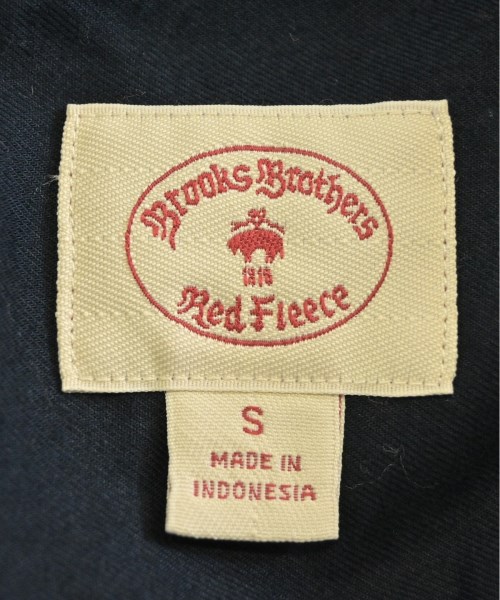 Brooks Brothers
1818
Red Fleece
S
MADE IN
INDONESIA